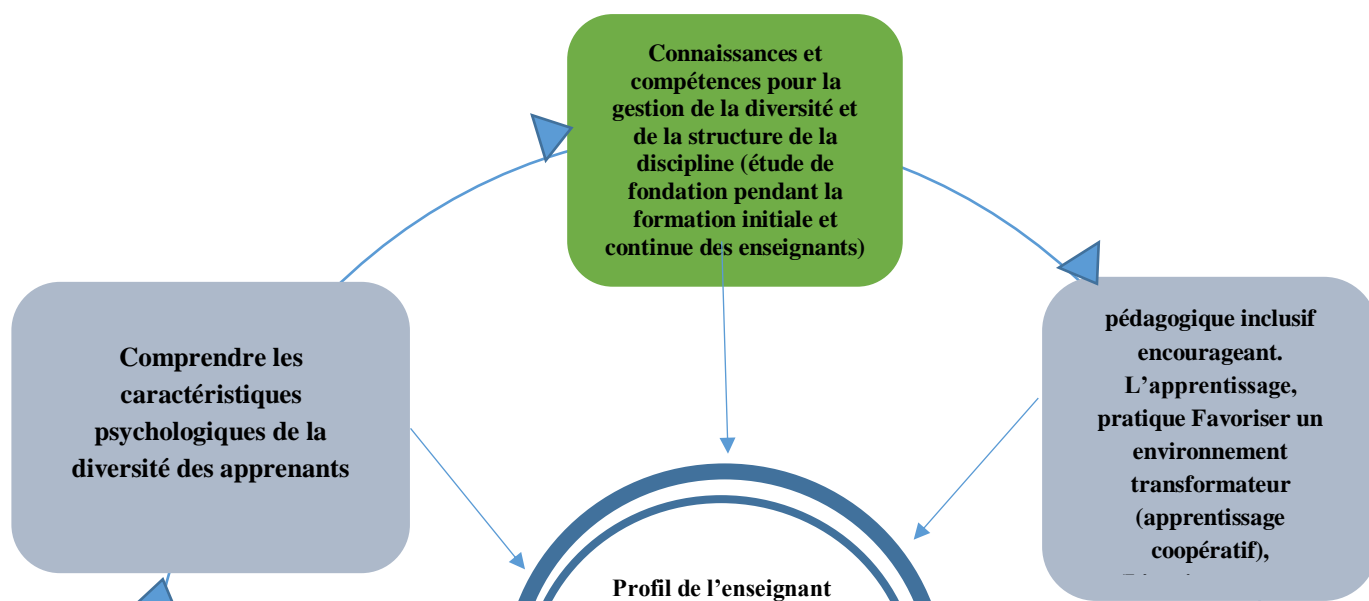 Connaissances et
compétences pour la
gestion de la diversité et
de la structure de la
discipline (étude de
fondation pendant la
formation initiale et
continue des enseignants)
Comprendre les
caractéristiques
psychologiques de la
diversité des apprenants
pédagogique inclusif
encourageant.
L’apprentissage,
pratique Favoriser un
environnement
transformateur
(apprentissage
coopératif),
Profil de l’enseignant